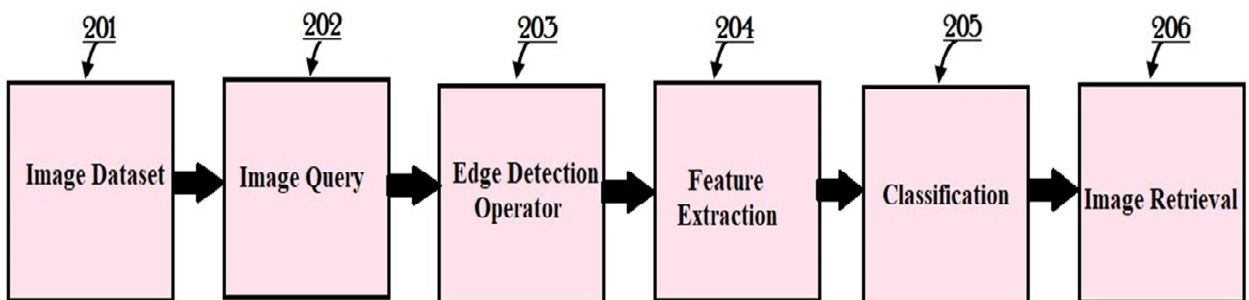 201
202
203
204
205
206
Image Dataset
Image Query
Edge Detection
Operator
Feature
Extraction
Classification
Image Retrieval